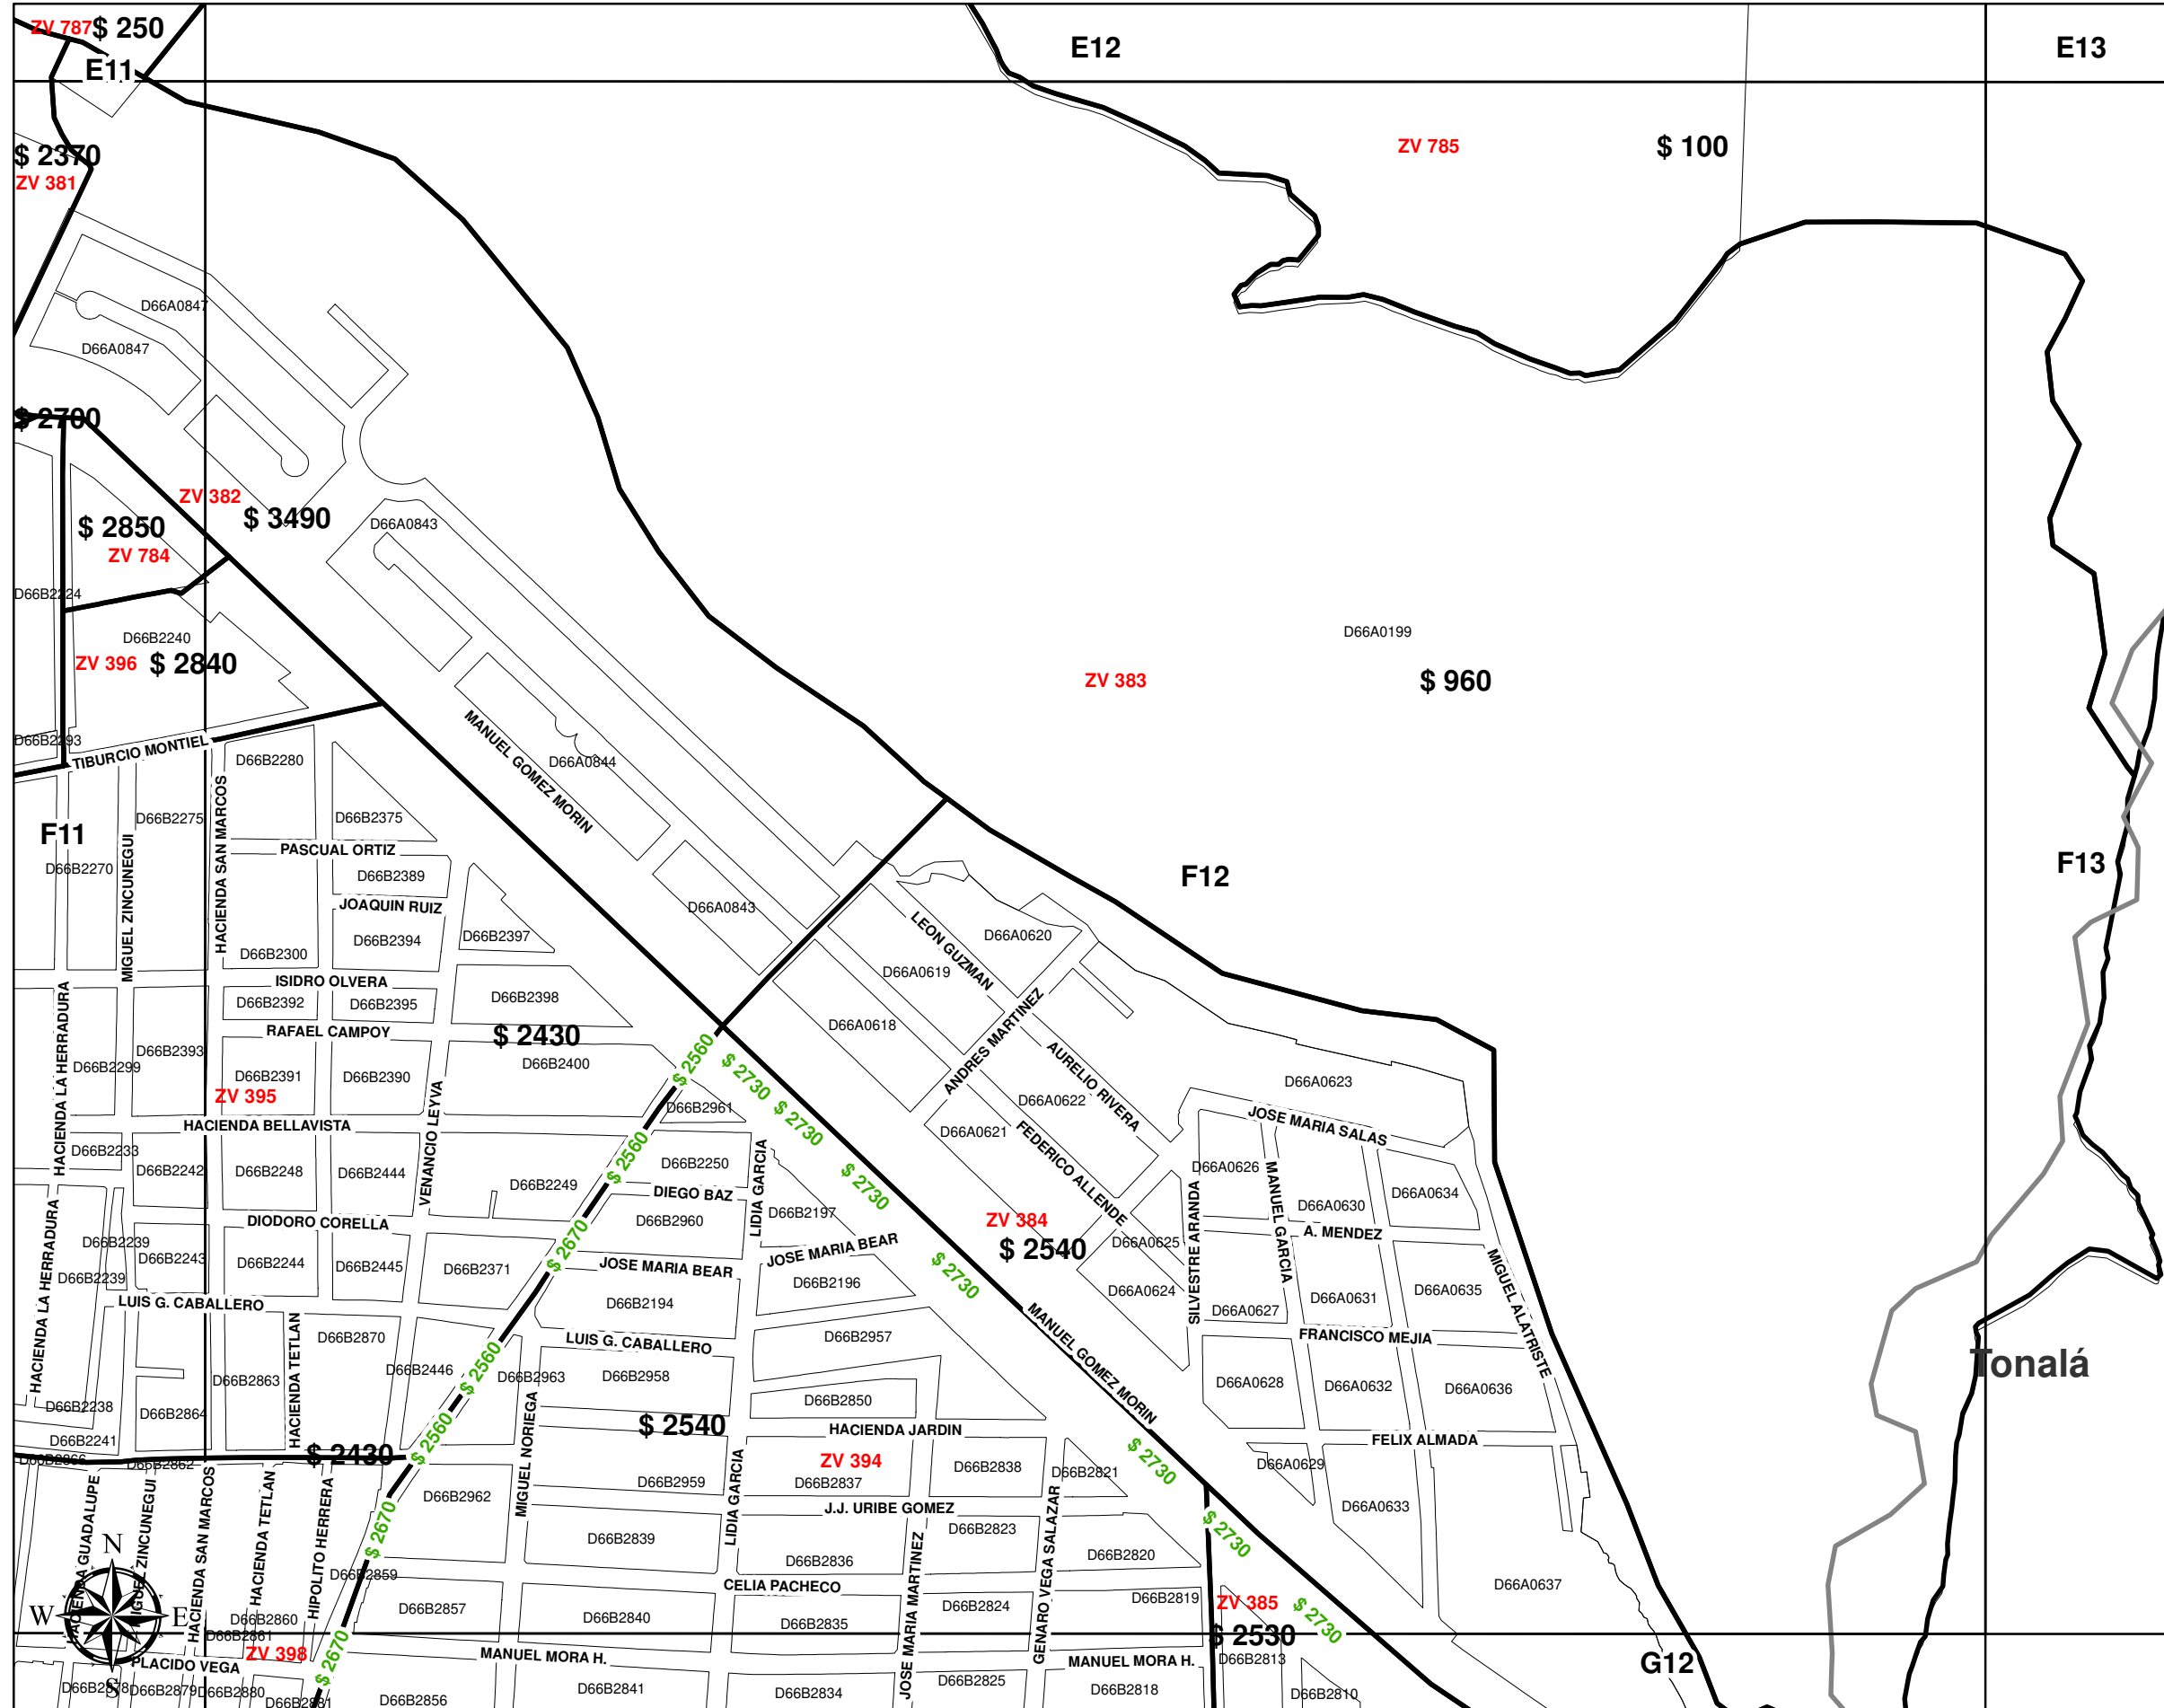 ZV 787 $ 250
E12
E13
E11
$ 2370
ZV 381
ZV 785
$ 100
D66A0847
D66A0847
$ 2700
ZV 382
$ 3490
D66A0843
$ 2850
ZV 784
D66B2224
D66B2240
ZV 396 $ 2840
D66A0199
ZV 383
$ 960
D66B2293
TIBURCIO MONTIEL
MANUEL GOMEZ MORIN
D66A0844
D66B2280
D66B2275
D66B2375
F11
MIGUEL ZINCUNEGUI
HACIENDA SAN MARCOS
PASCUAL ORTIZ
D66B2270
D66B2389
F12
F13
JOAQUIN RUIZ
D66A0843
D66B2300
D66B2394
D66B2397
LEON GUZMAN
D66A0620
D66A0619
ISIDRO OLVERA
D66B2392
D66B2395
D66B2398
HACIENDA LA HERRADURA
RAFAEL CAMPOY
$ 2430
D66A0618
ANDRES MARTINEZ
D66B2393
D66B2299
D66B2391
D66B2390
D66B2400
$ 2560
$ 2730
$ 2730
AURELIO RIVERA
D66A0623
ZV 395
VENANCIO LEYVA
D66B2961
D66A0622
JOSE MARIA SALAS
HACIENDA BELLAVISTA
D66A0621
FEDERICO ALLENDE
D66B2233
D66B2242
D66B2248
D66B2444
$ 2560
D66B2250
LIDIA GARCIA
$ 2730
D66A0626
MANUEL GARCIA
D66A0634
D66B2249
DIEGO BAZ
D66B2197
D66A0630
HACIENDA LA HERRADURA
DIODORO CORELLA
D66B2960
ZV 384
$ 2540
SILVESTRE ARANDA
A. MENDEZ
D66B2239
D66B2243
D66B2244
D66B2445
D66B2371
$ 2670
JOSE MARIA BEAR
JOSE MARIA BEAR
D66A0625
MIGUEL ALATRISTE
D66B2239
D66B2196
$ 2730
D66A0624
D66A0631
D66A0635
LUIS G. CABALLERO
D66B2194
D66A0627
HACIENDA TETLAN
D66B2870
LUIS G. CABALLERO
D66B2957
MANUEL GOMEZ MORIN
FRANCISCO MEJIA
Tonalá
D66B2446
$ 2560
D66B2963
D66B2958
D66B2863
D66A0628
D66A0632
D66A0636
D66B2238
D66B2864
D66B2850
D66B2241
$ 2560
MIGUEL NORIEGA
$ 2540
HACIENDA JARDIN
FELIX ALMADA
D66B2866
D66B2862
$ 2430
ZV 394
$ 2730
D66A0629
D66B2959
LIDIA GARCIA
D66B2837
D66B2838
D66B2821
D66B2962
J.J. URIBE GOMEZ
D66A0633
HACIENDA GUADALUPE
MIGUEL ZINCUNEGUI
HACIENDA SAN MARCOS
HACIENDA TETLAN
HIPOLITO HERRERA
$ 2670
D66B2839
D66B2823
GENARO VEGA SALAZAR
$ 2730
N
D66B2836
JOSE MARIA MARTINEZ
D66B2820
D66B2859
CELIA PACHECO
D66A0637
W
E
D66B2860
D66B2857
D66B2840
D66B2835
D66B2824
D66B2819
ZV 385
$ 2730
D66B2861
$ 2530
ZV 398
$ 2670
MANUEL MORA H.
MANUEL MORA H.
D66B2813
G12
PLACIDO VEGA
S
D66B2878
D66B2879
D66B2880
D66B2881
D66B2856
D66B2841
D66B2834
D66B2825
D66B2818
D66B2810